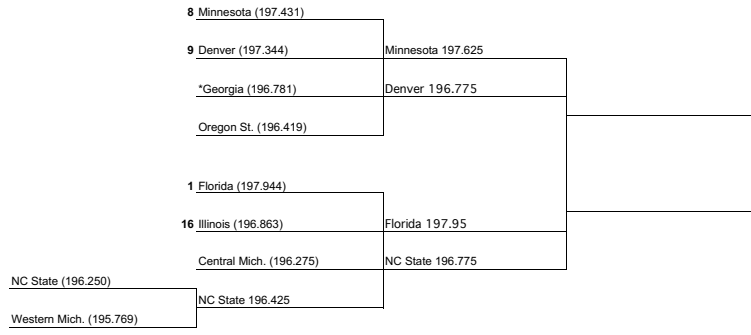 8 Minnesota (197.431)
9 Denver (197.344)
Minnesota 197.625
*Georgia (196.781)
Denver 196.775
Oregon St. (196.419)
1 Florida (197.944)
16 Illinois (196.863)
Florida 197.95
Central Mich. (196.275)
NC State 196.775
NC State (196.250)
NC State 196.425
Western Mich. (195.769)